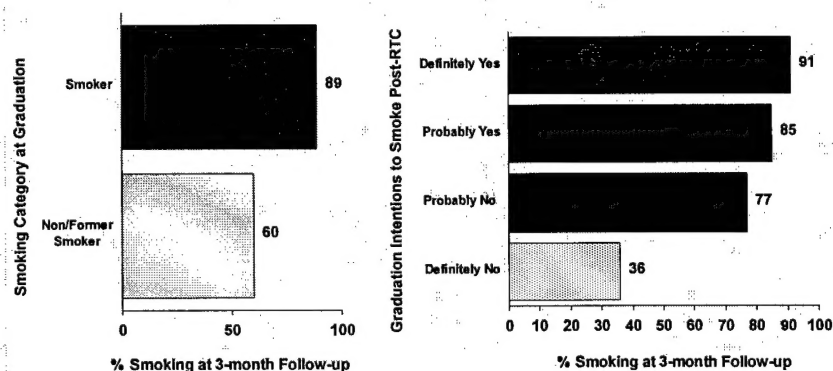 Smoking Category at Graduation
Smoker
89
Non/Former
Smoker
60
0
50
100
% Smoking at 3-month Follow-up
Graduation Intentions to Smoke Post-RTC
Definitely Yes
91
Probably Yes
85
Probably No
77
Definitely No
36
0 10 20 30 40 50 60 70 80 90 100
% Smoking at 3-month Follow-up